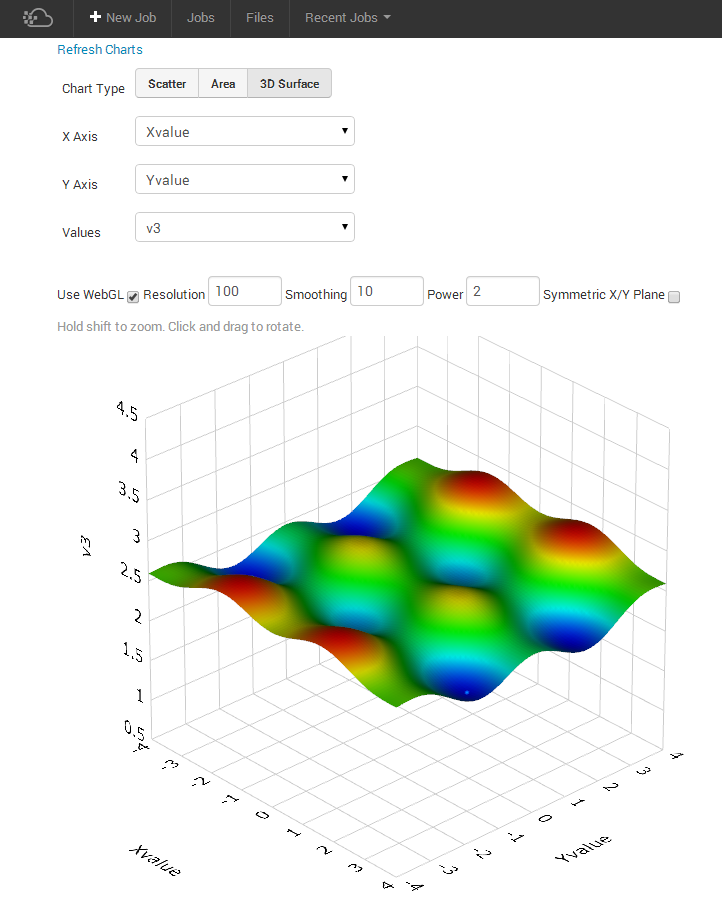 New Job Jobs Files Recent Jobs
Refresh Charts
Chart Type Scatter Area 3D Surface
X Axis Xvalue
Y Axis Yvalue
Values v3
Use WebGL Resolution 100 Smoothing 10 Power 2 Symmetric X/Y Plane
Hold shift to zoom. Click and drag to rotate.
4.5
4
3.5
3
2.5
2
1.5
1
0.5
v3
-4
-3
-2
-1
0
1
2
3
4
Xvalue
-4
-3
-2
-1
0
1
2
3
4
Yvalue